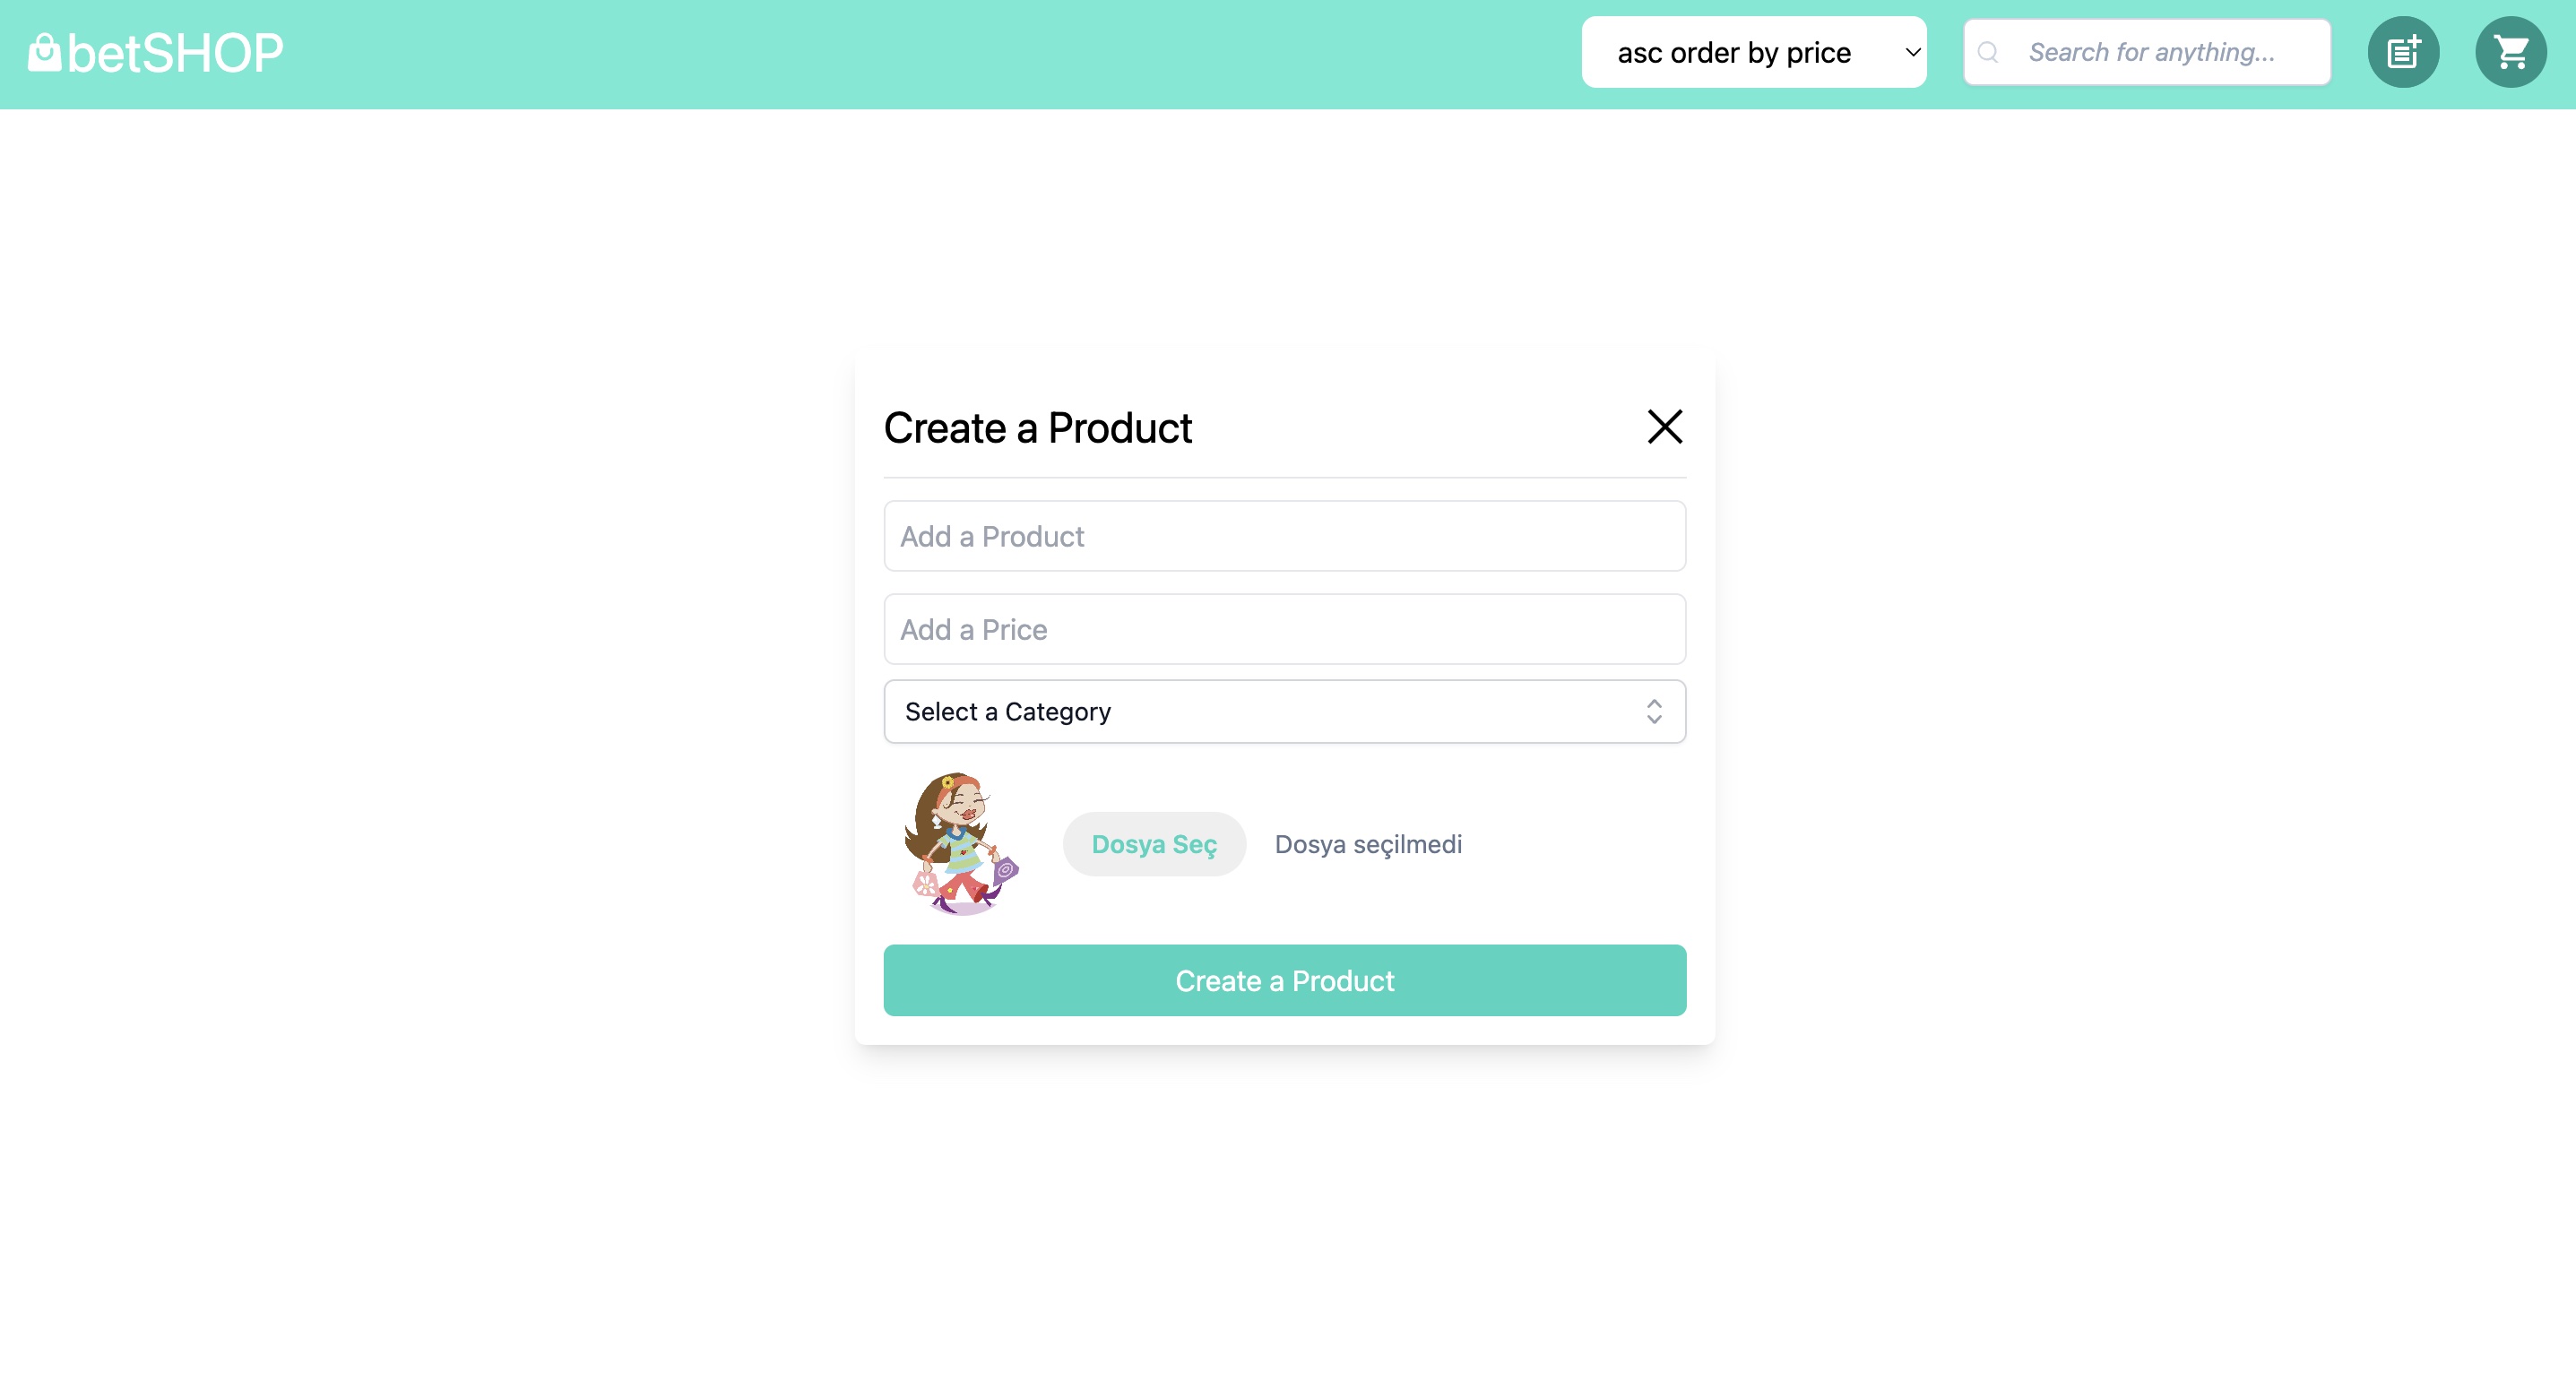 betSHOP
asc order by price
Search for anything...
Create a Product
Add a Product
Add a Price
Select a Category
Dosya Seç Dosya seçilmedi
Create a Product